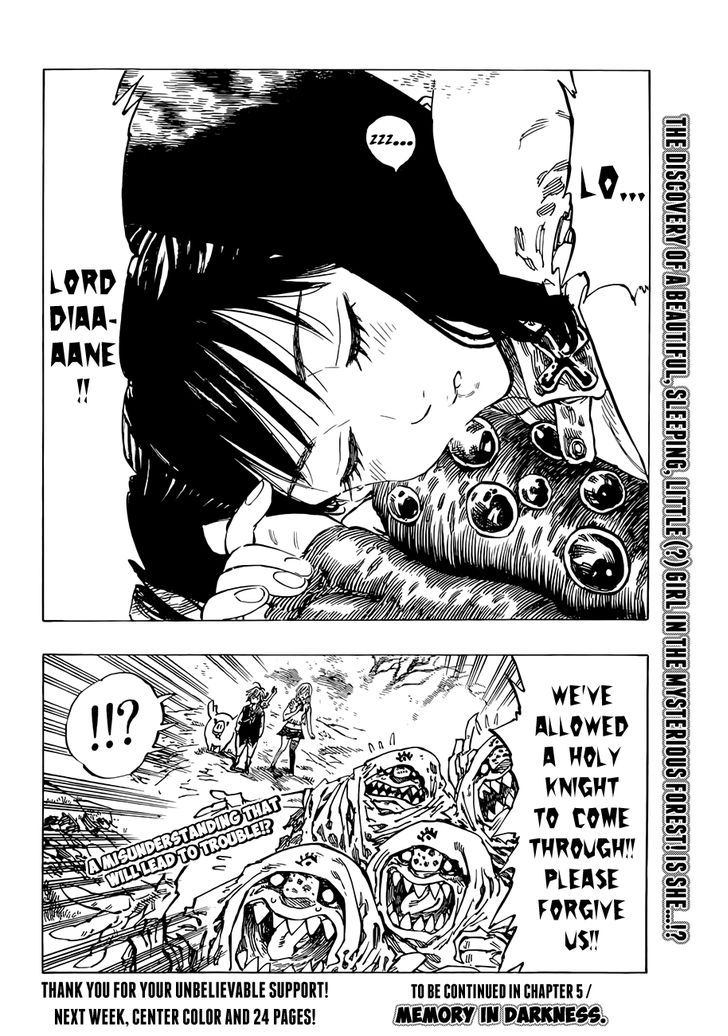 LO...
ZZZ...
LORD
DIAA-
AANE
!!
THE DISCOVERY OF A BEAUTIFUL, SLEEPING, LITTLE (?) GIRL IN THE MYSTERIOUS FOREST! IS SHE...!?
WE'VE
ALLOWED
A HOLY
KNIGHT
TO COME
THROUGH!!
PLEASE
FORGIVE
US!!
!!?
A MISUNDERSTANDING THAT
WILL LEAD TO TROUBLE!?
THANK YOU FOR YOUR UNBELIEVABLE SUPPORT!
NEXT WEEK, CENTER COLOR AND 24 PAGES!
TO BE CONTINUED IN CHAPTER 5 /
MEMORY IN DARKNESS.